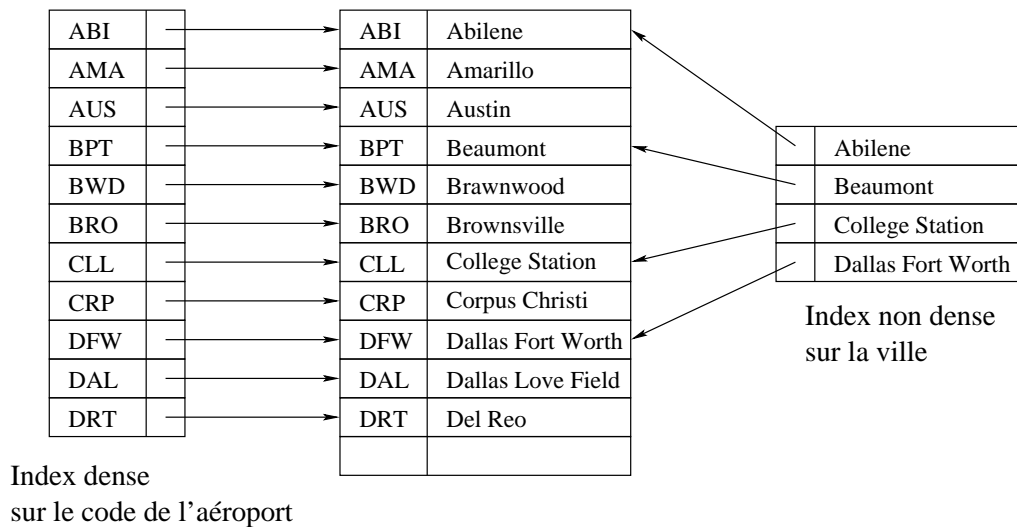 ABI ABI Abilene
AMA AMA Amarillo
AUS AUS Austin
BPT BPT Beaumont Abilene
BWD BWD Brawnwood Beaumont
BRO BRO Brownsville College Station
CLL CLL College Station Dallas Fort Worth
CRP CRP Corpus Christi
DFW DFW Dallas Fort Worth
DAL DAL Dallas Love Field
DRT DRT Del Reo
Index non dense
sur la ville
Index dense
sur le code de l’aéroport